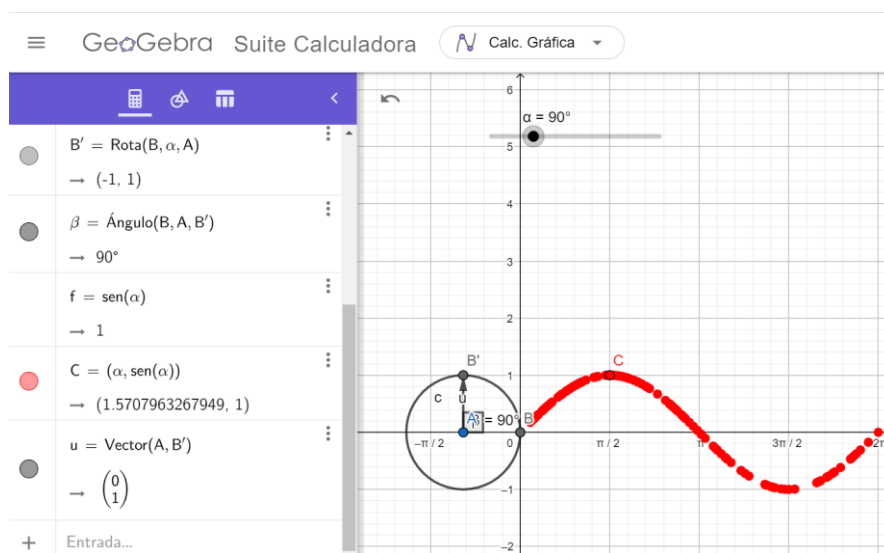 GeoGebra Suite Calculadora Calc. Gráfica
B′ = Rota(B, α, A)
→ (-1, 1)
β = Ángulo(B, A, B′)
→ 90°
f = sen(α)
→ 1
C = (α, sen(α))
→ (1.5707963267949, 1)
u = Vector(A, B′)
→ (0
1)
+ Entrada...
6
α = 90°
5
4
3
2
B' 1 C
c u
A β = 90° B
−π / 2 0 π / 2 π 3π / 2 2π
−1
−2